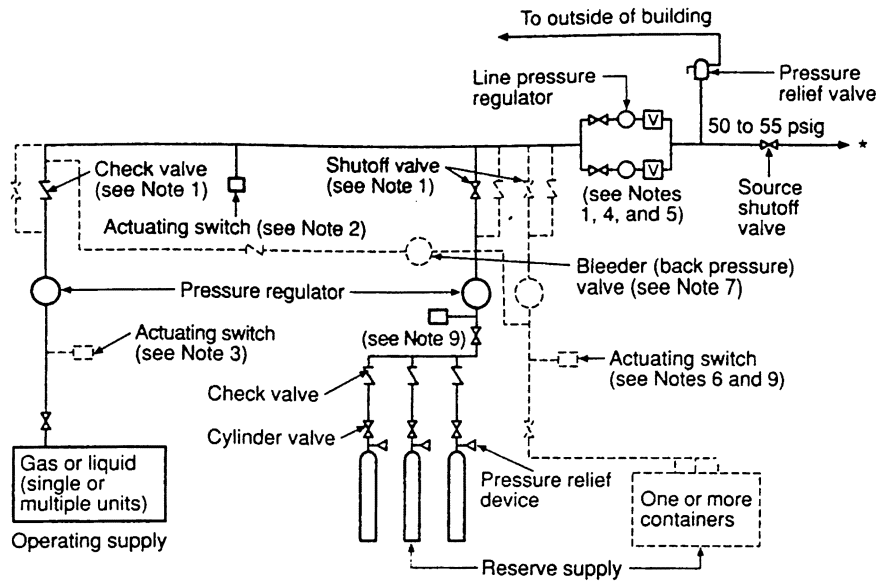 To outside of building
Line pressure
regulator
Pressure
relief valve
V
50 to 55 psig
*
Check valve
(see Note 1)
Shutoff valve
(see Note 1)
V
(see Notes
1, 4, and 5)
Source
shutoff
valve
Actuating switch (see Note 2)
Bleeder (back pressure)
valve (see Note 7)
Pressure regulator
Actuating switch
(see Note 3)
(see Note 9)
Actuating switch
(see Notes 6 and 9)
Check valve
Cylinder valve
Gas or liquid
(single or
multiple units)
Pressure relief
device
One or more
containers
Operating supply
Reserve supply